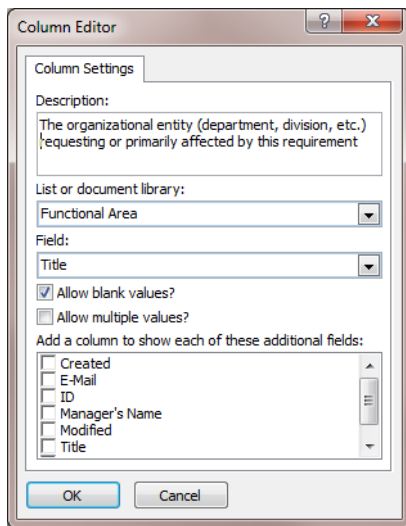 Column Editor
?
X
Column Settings
Description:
The organizational entity (department, division, etc.)
requesting or primarily affected by this requirement
List or document library:
Functional Area
Field:
Title
Allow blank values?
Allow multiple values?
Add a column to show each of these additional fields:
Created
E-Mail
ID
Manager's Name
Modified
Title
OK Cancel